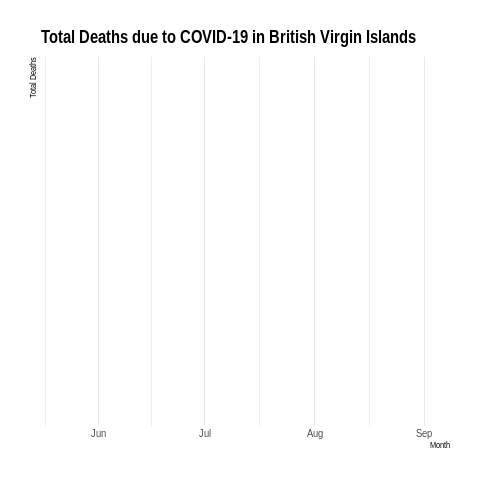 Total Deaths due to COVID-19 in British Virgin Islands
Total Deaths
Jun Jul Aug Sep
Month